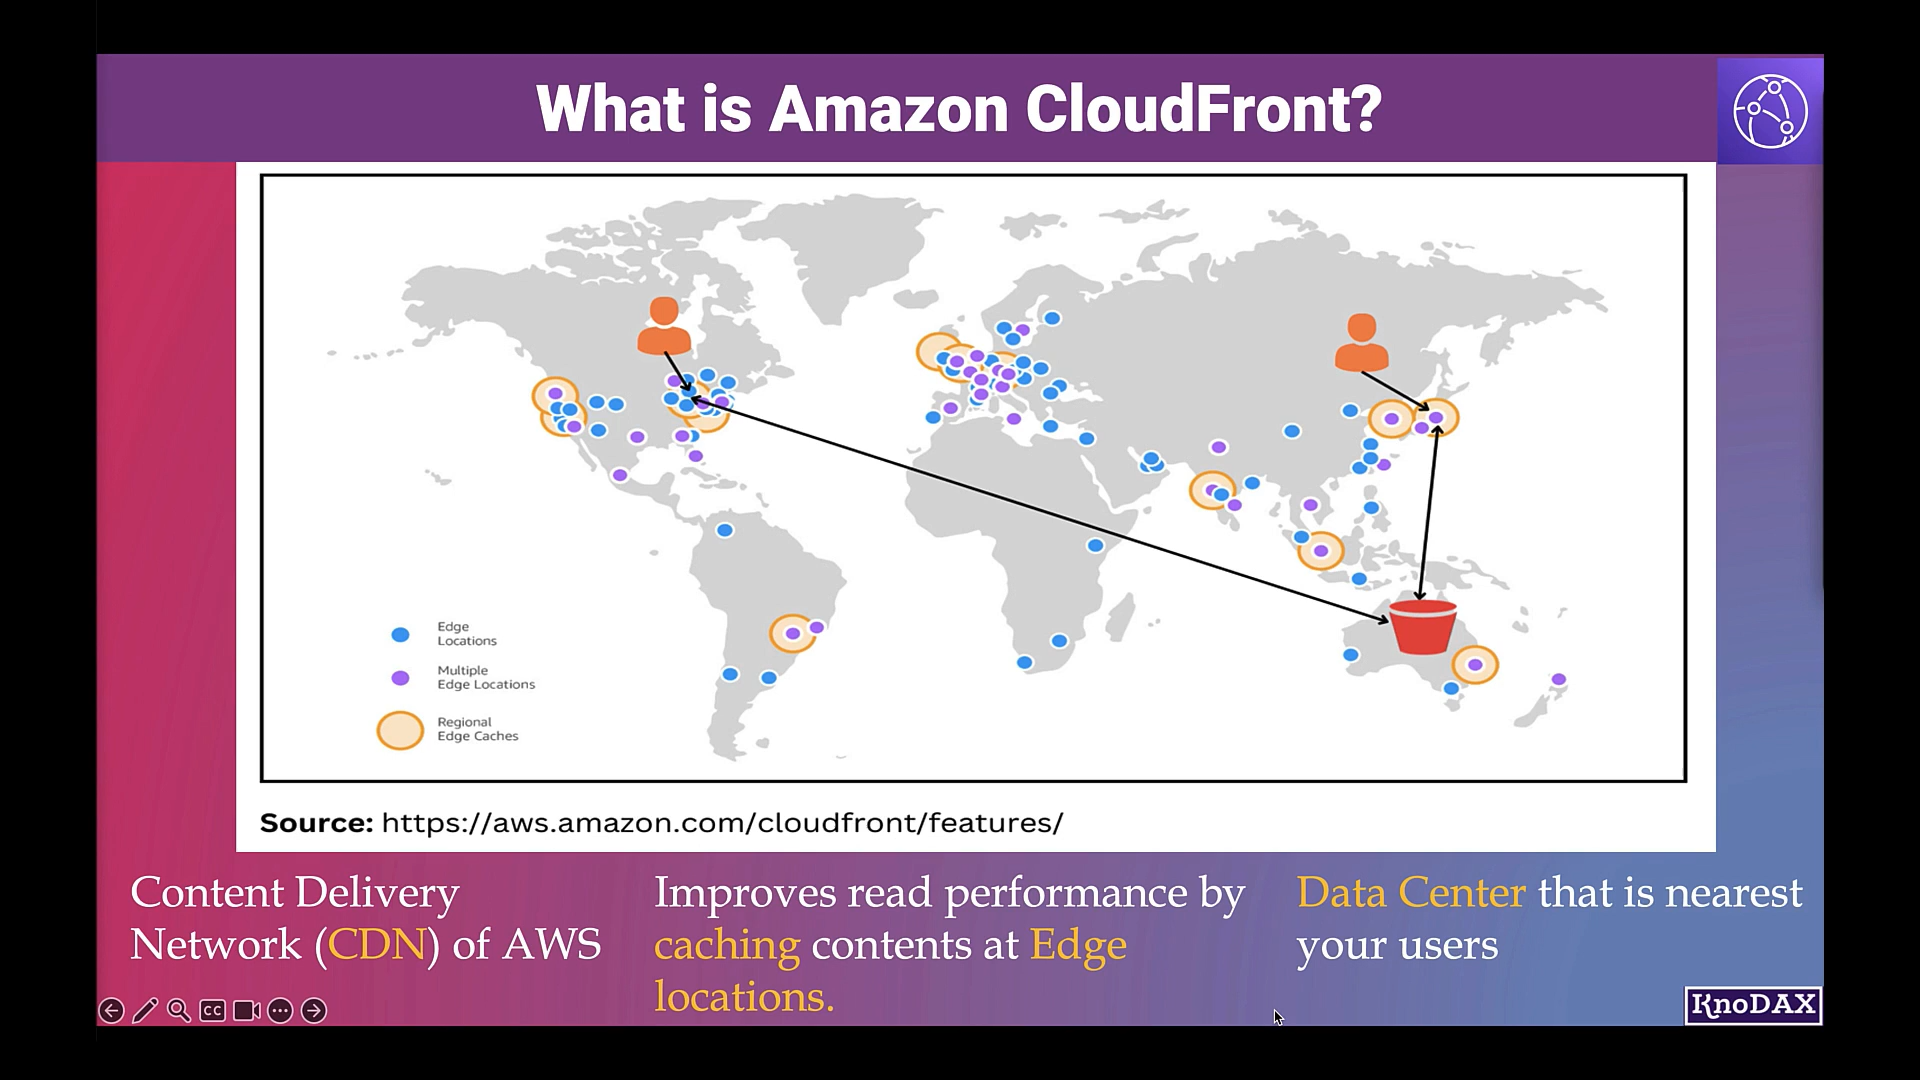 What is Amazon CloudFront?
Edge
Locations
Multiple
Edge Locations
Regional
Edge Caches
Source: https://aws.amazon.com/cloudfront/features/
Content Delivery
Network (CDN) of AWS
Improves read performance by
caching contents at Edge
locations.
Data Center that is nearest
your users
CC
KnoDAX